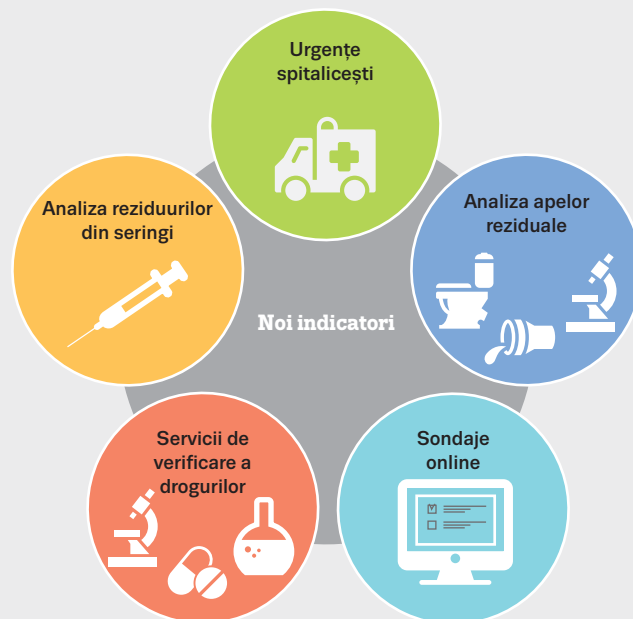 Urgențe
spitalicești
Analiza reziduurilor
din seringi
Analiza apelor
reziduale
Noi indicatori
Servicii de
verificare a
drogurilor
Sondaje
online